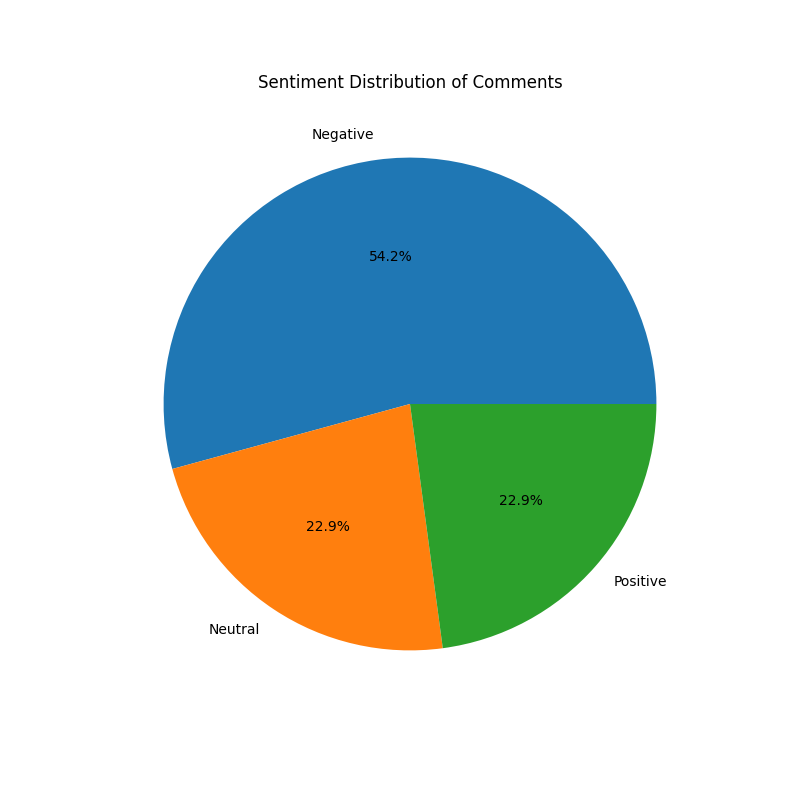 Sentiment Distribution of Comments
Negative
54.2%
22.9%
22.9%
Positive
Neutral